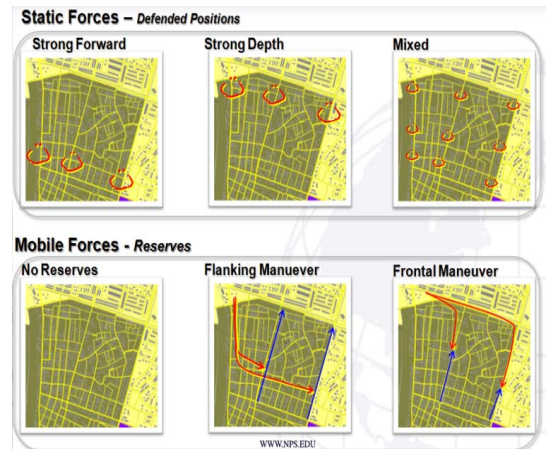 Static Forces – Defended Positions
Strong Forward
Strong Depth
Mixed
Mobile Forces - Reserves
No Reserves
Flanking Manuever
Frontal Maneuver
WWW.NPS.EDU